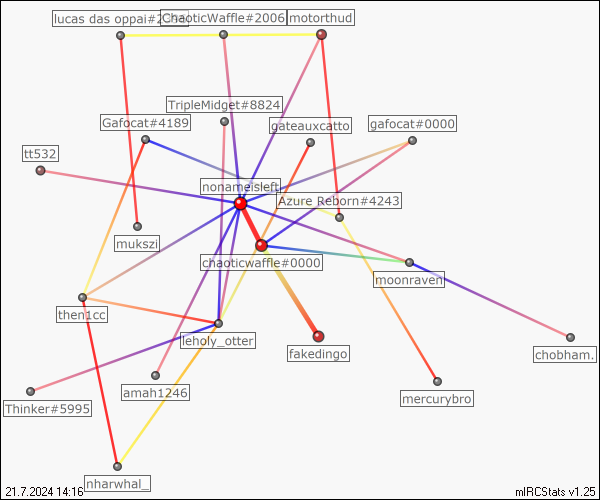 lucas das oppai#2
ChaoticWaffle#2006
motorthud
TripleMidget#8824
Gafocat#4189
gateauxcatto
gafocat#0000
tt532
nonameisleft
Azure Reborn#4243
mukszi
chaoticwaffle#0000
moonraven
then1cc
leholy_otter
fakedingo
chobham.
amah1246
mercurybro
Thinker#5995
nharwhal_
21.7.2024 14:16
mIRCStats v1.25